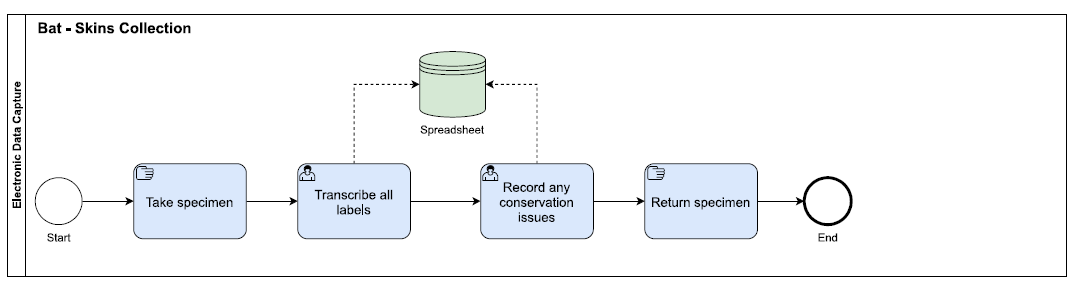 Bat - Skins Collection
Electronic Data Capture
Spreadsheet
Start
Take specimen
Transcribe all
labels
Record any
conservation
issues
Return specimen
End